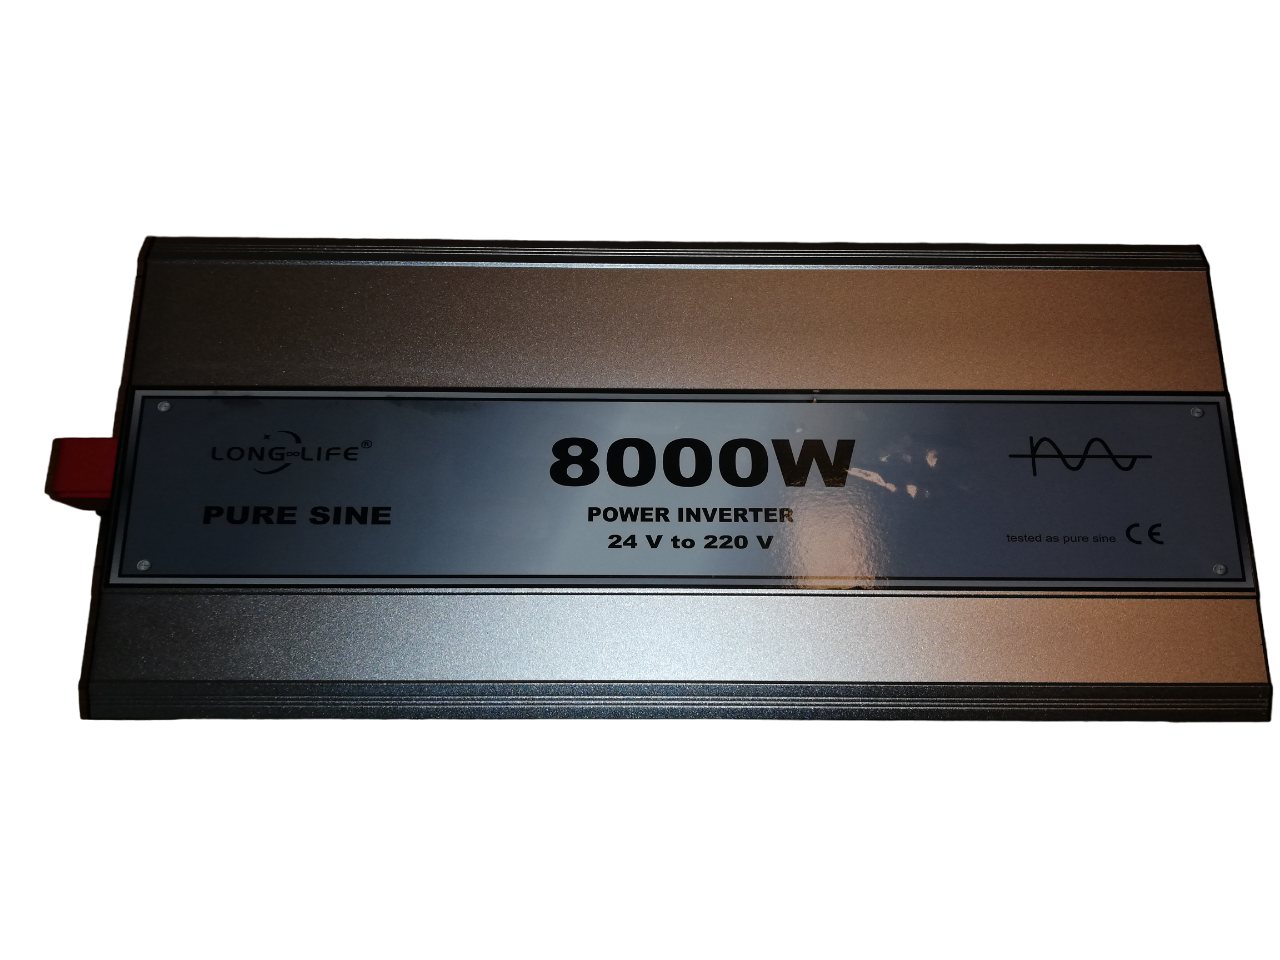 LONG∞LIFE®
PURE SINE
8000W
POWER INVERTER
24 V to 220 V
tested as pure sine CE